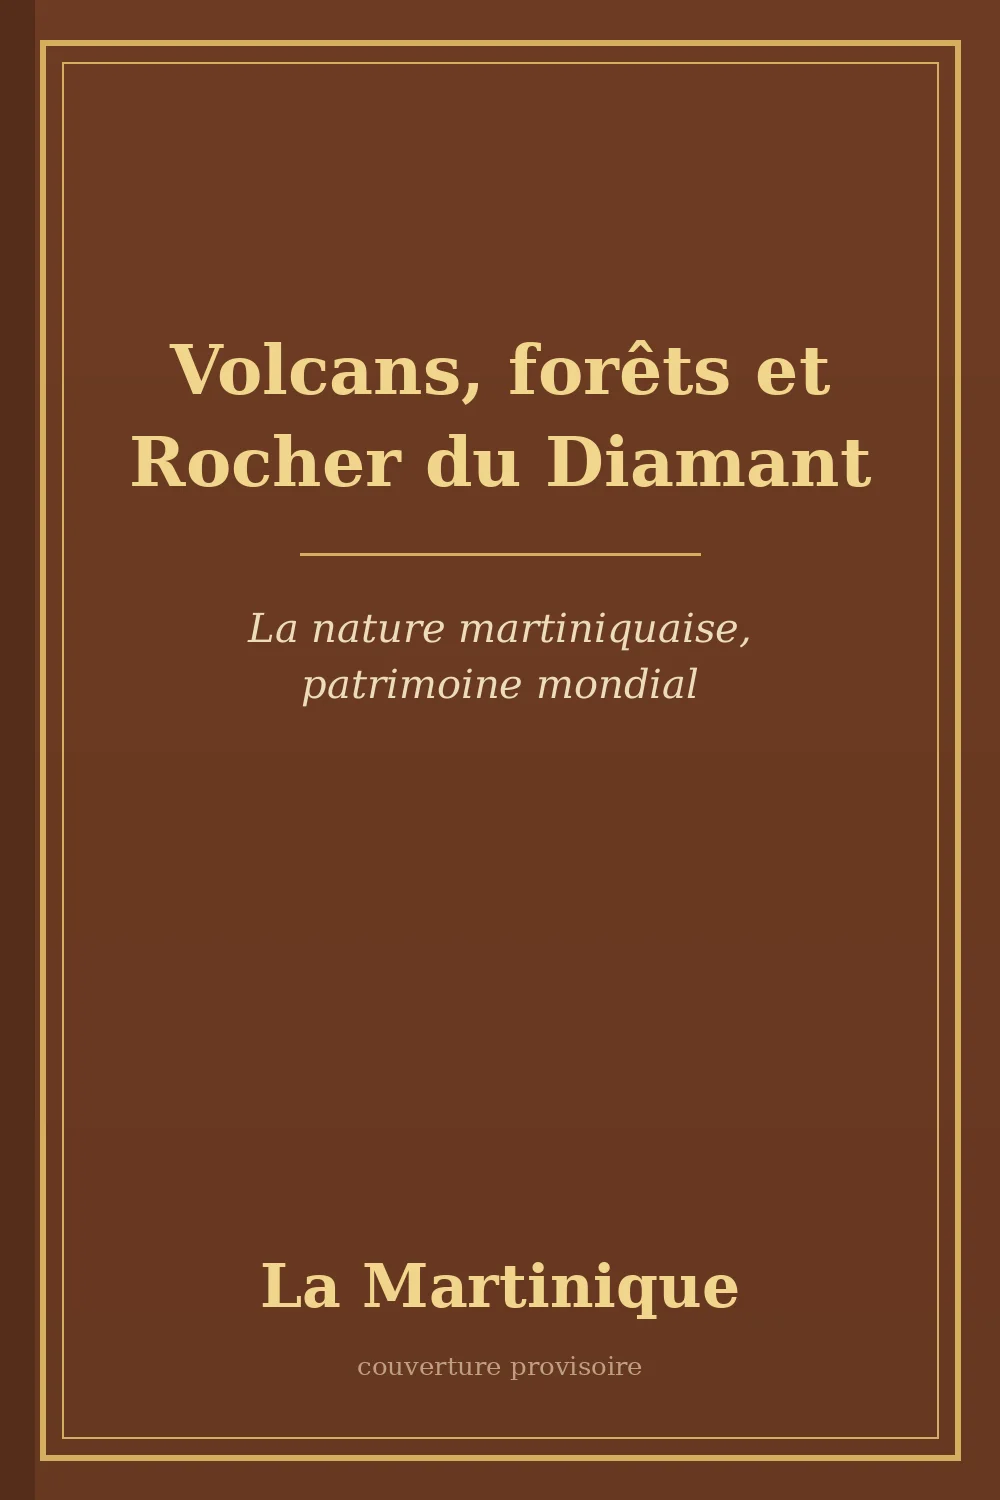 Volcans, forêts et
Rocher du Diamant
La nature martiniquaise,
patrimoine mondial
La Martinique
couverture provisoire